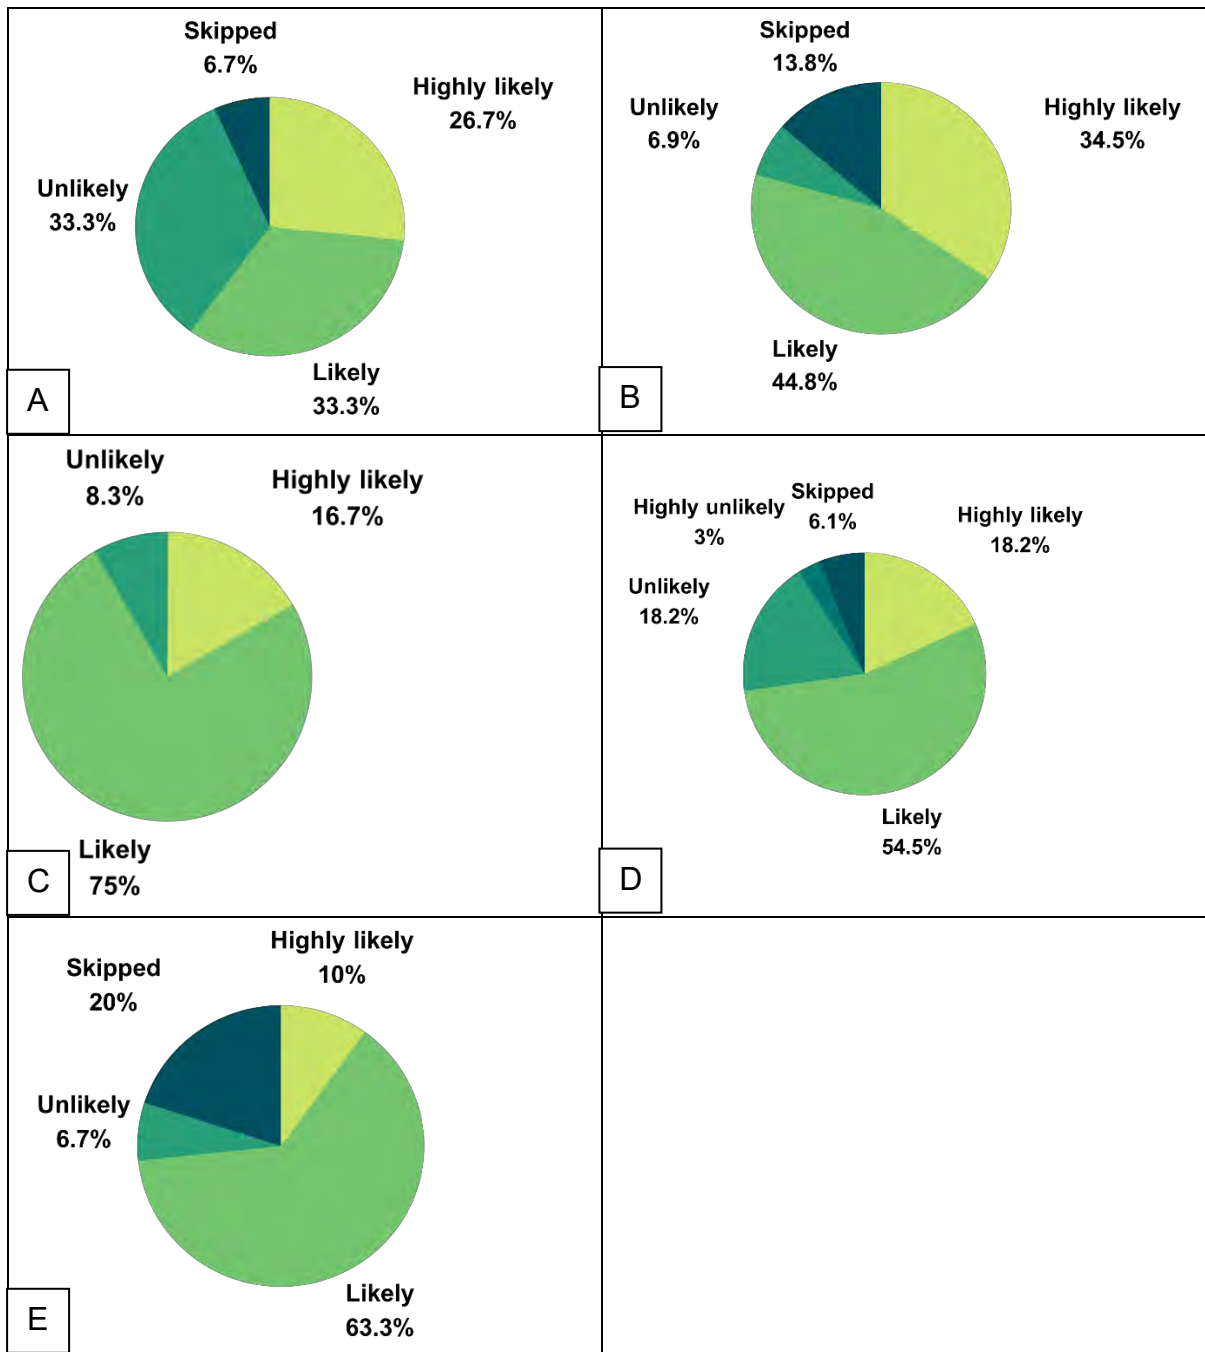 Skipped
6.7%
Highly likely
26.7%
Unlikely
33.3%
Likely
33.3%
A
Skipped
13.8%
Unlikely
6.9%
Highly likely
34.5%
Likely
44.8%
B
Unlikely
8.3%
Highly likely
16.7%
Likely
75%
C
Skipped
6.1%
Highly unlikely
3%
Highly likely
18.2%
Unlikely
18.2%
Likely
54.5%
D
Highly likely
10%
Skipped
20%
Unlikely
6.7%
Likely
63.3%
E